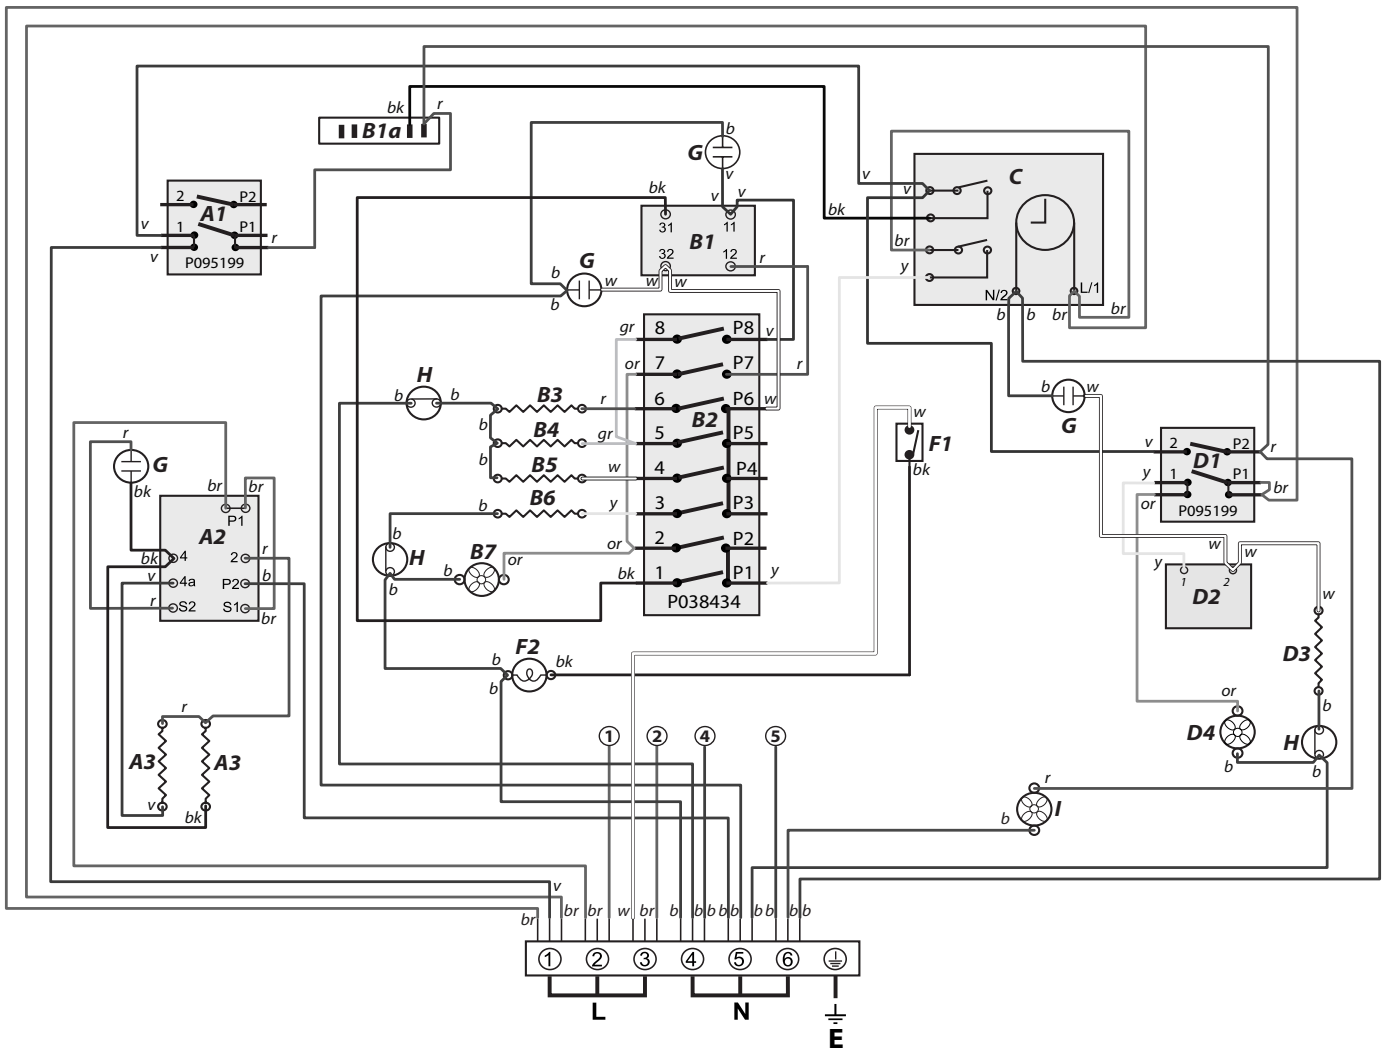 bk
r
B1a
b
G
v
v
v
bk
31
11
B1
32
12
r
w
w
v
v
C
bk
br
y
N/2
L/1
b
b
br
br
2
P2
A1
1
P1
v
r
v
P095199
b
G
w
b
gr
8
P8
v
or
7
P7
r
H
b
b
B3
r
6
P6
w
B2
b
B4
gr
5
P5
b
B5
w
4
P4
b
B6
y
3
P3
b
H
B7
or
or
2
P2
b
b
bk
1
P1
y
P038434
w
F1
bk
b
w
G
v
2
P2
r
D1
y
1
P1
br
or
P095199
w
w
y
1
2
D2
w
D3
b
or
D4
H
b
b
r
G
bk
br
br
P1
A2
bk
4
2
r
v
4a
P2
b
r
S2
S1
br
r
A3
A3
v
bk
F2
b
bk
b
1
2
4
5
r
I
b
br
v
br
br
w
br
b
b
b
b
b
b
b
b
b
1
2
3
4
5
6
L
N
E